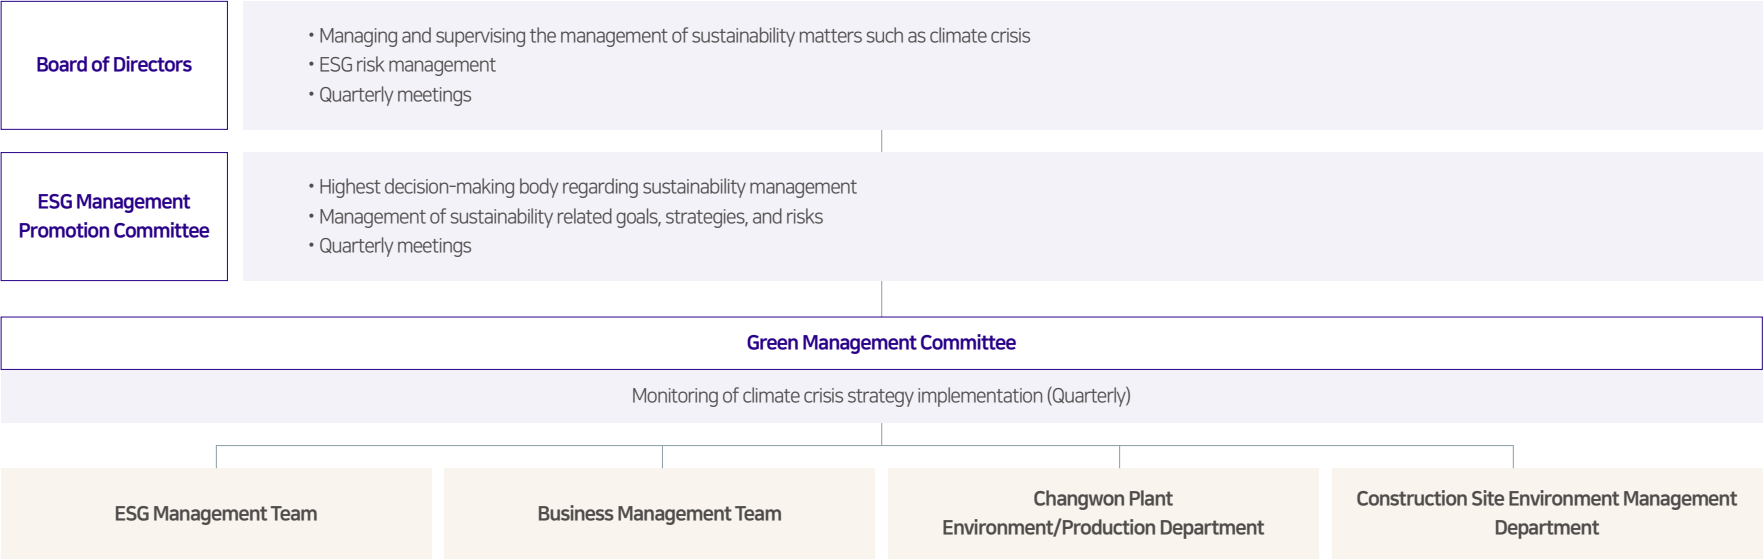 Board of Directors
• Managing and supervising the management of sustainability matters such as climate crisis
• ESG risk management
• Quarterly meetings
ESG Management
Promotion Committee
• Highest decision-making body regarding sustainability management
• Management of sustainability related goals, strategies, and risks
• Quarterly meetings
Green Management Committee
Monitoring of climate crisis strategy implementation (Quarterly)
ESG Management Team
Business Management Team
Changwon Plant
Environment/Production Department
Construction Site Environment Management
Department